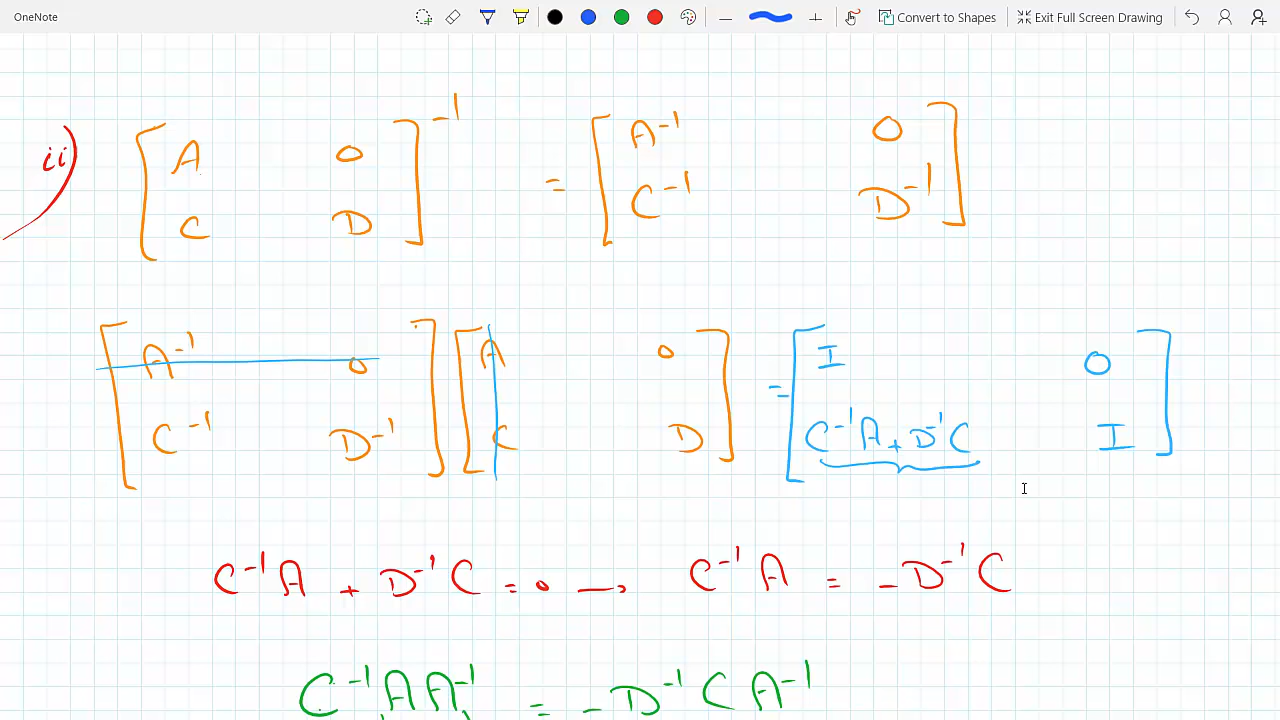 OneNote Convert to Shapes Exit Full Screen Drawing
ii) [A 0; C D]⁻¹ = [A⁻¹ 0; C⁻¹ D⁻¹]
[A⁻¹ 0; C⁻¹ D⁻¹] [A 0; C D] = [I 0; C⁻¹A + D⁻¹C I]
C⁻¹A + D⁻¹C = 0 → C⁻¹A = -D⁻¹C
C⁻¹AA⁻¹ = -D⁻¹CA⁻¹